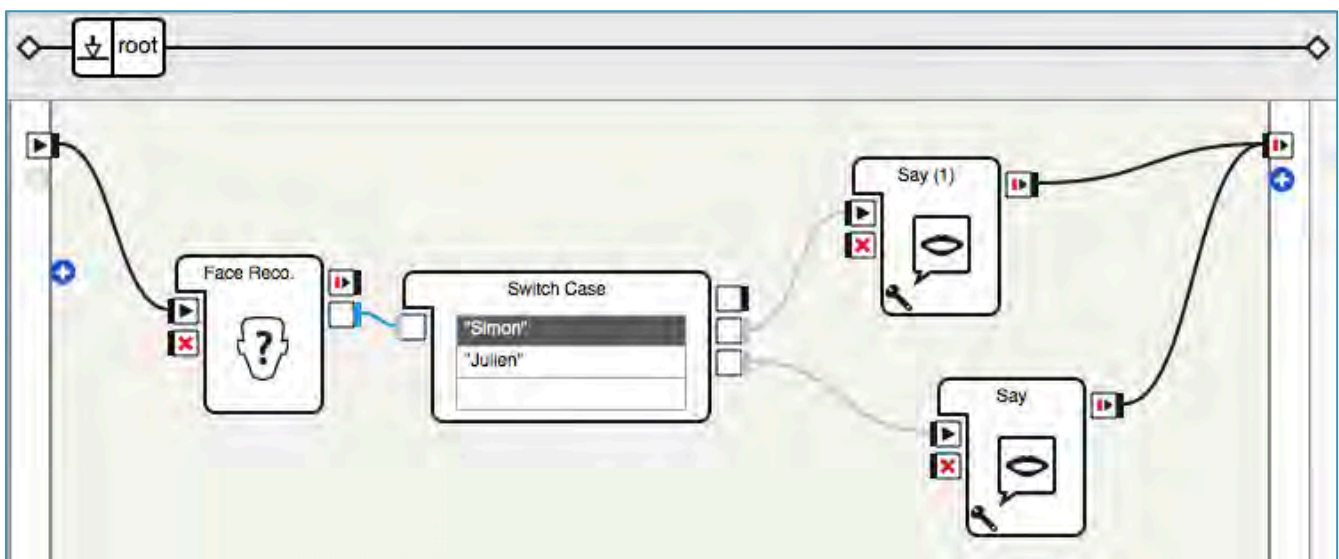 root
Say (1)
Face Reco.
Switch Case
"Simon"
"Julien"
Say